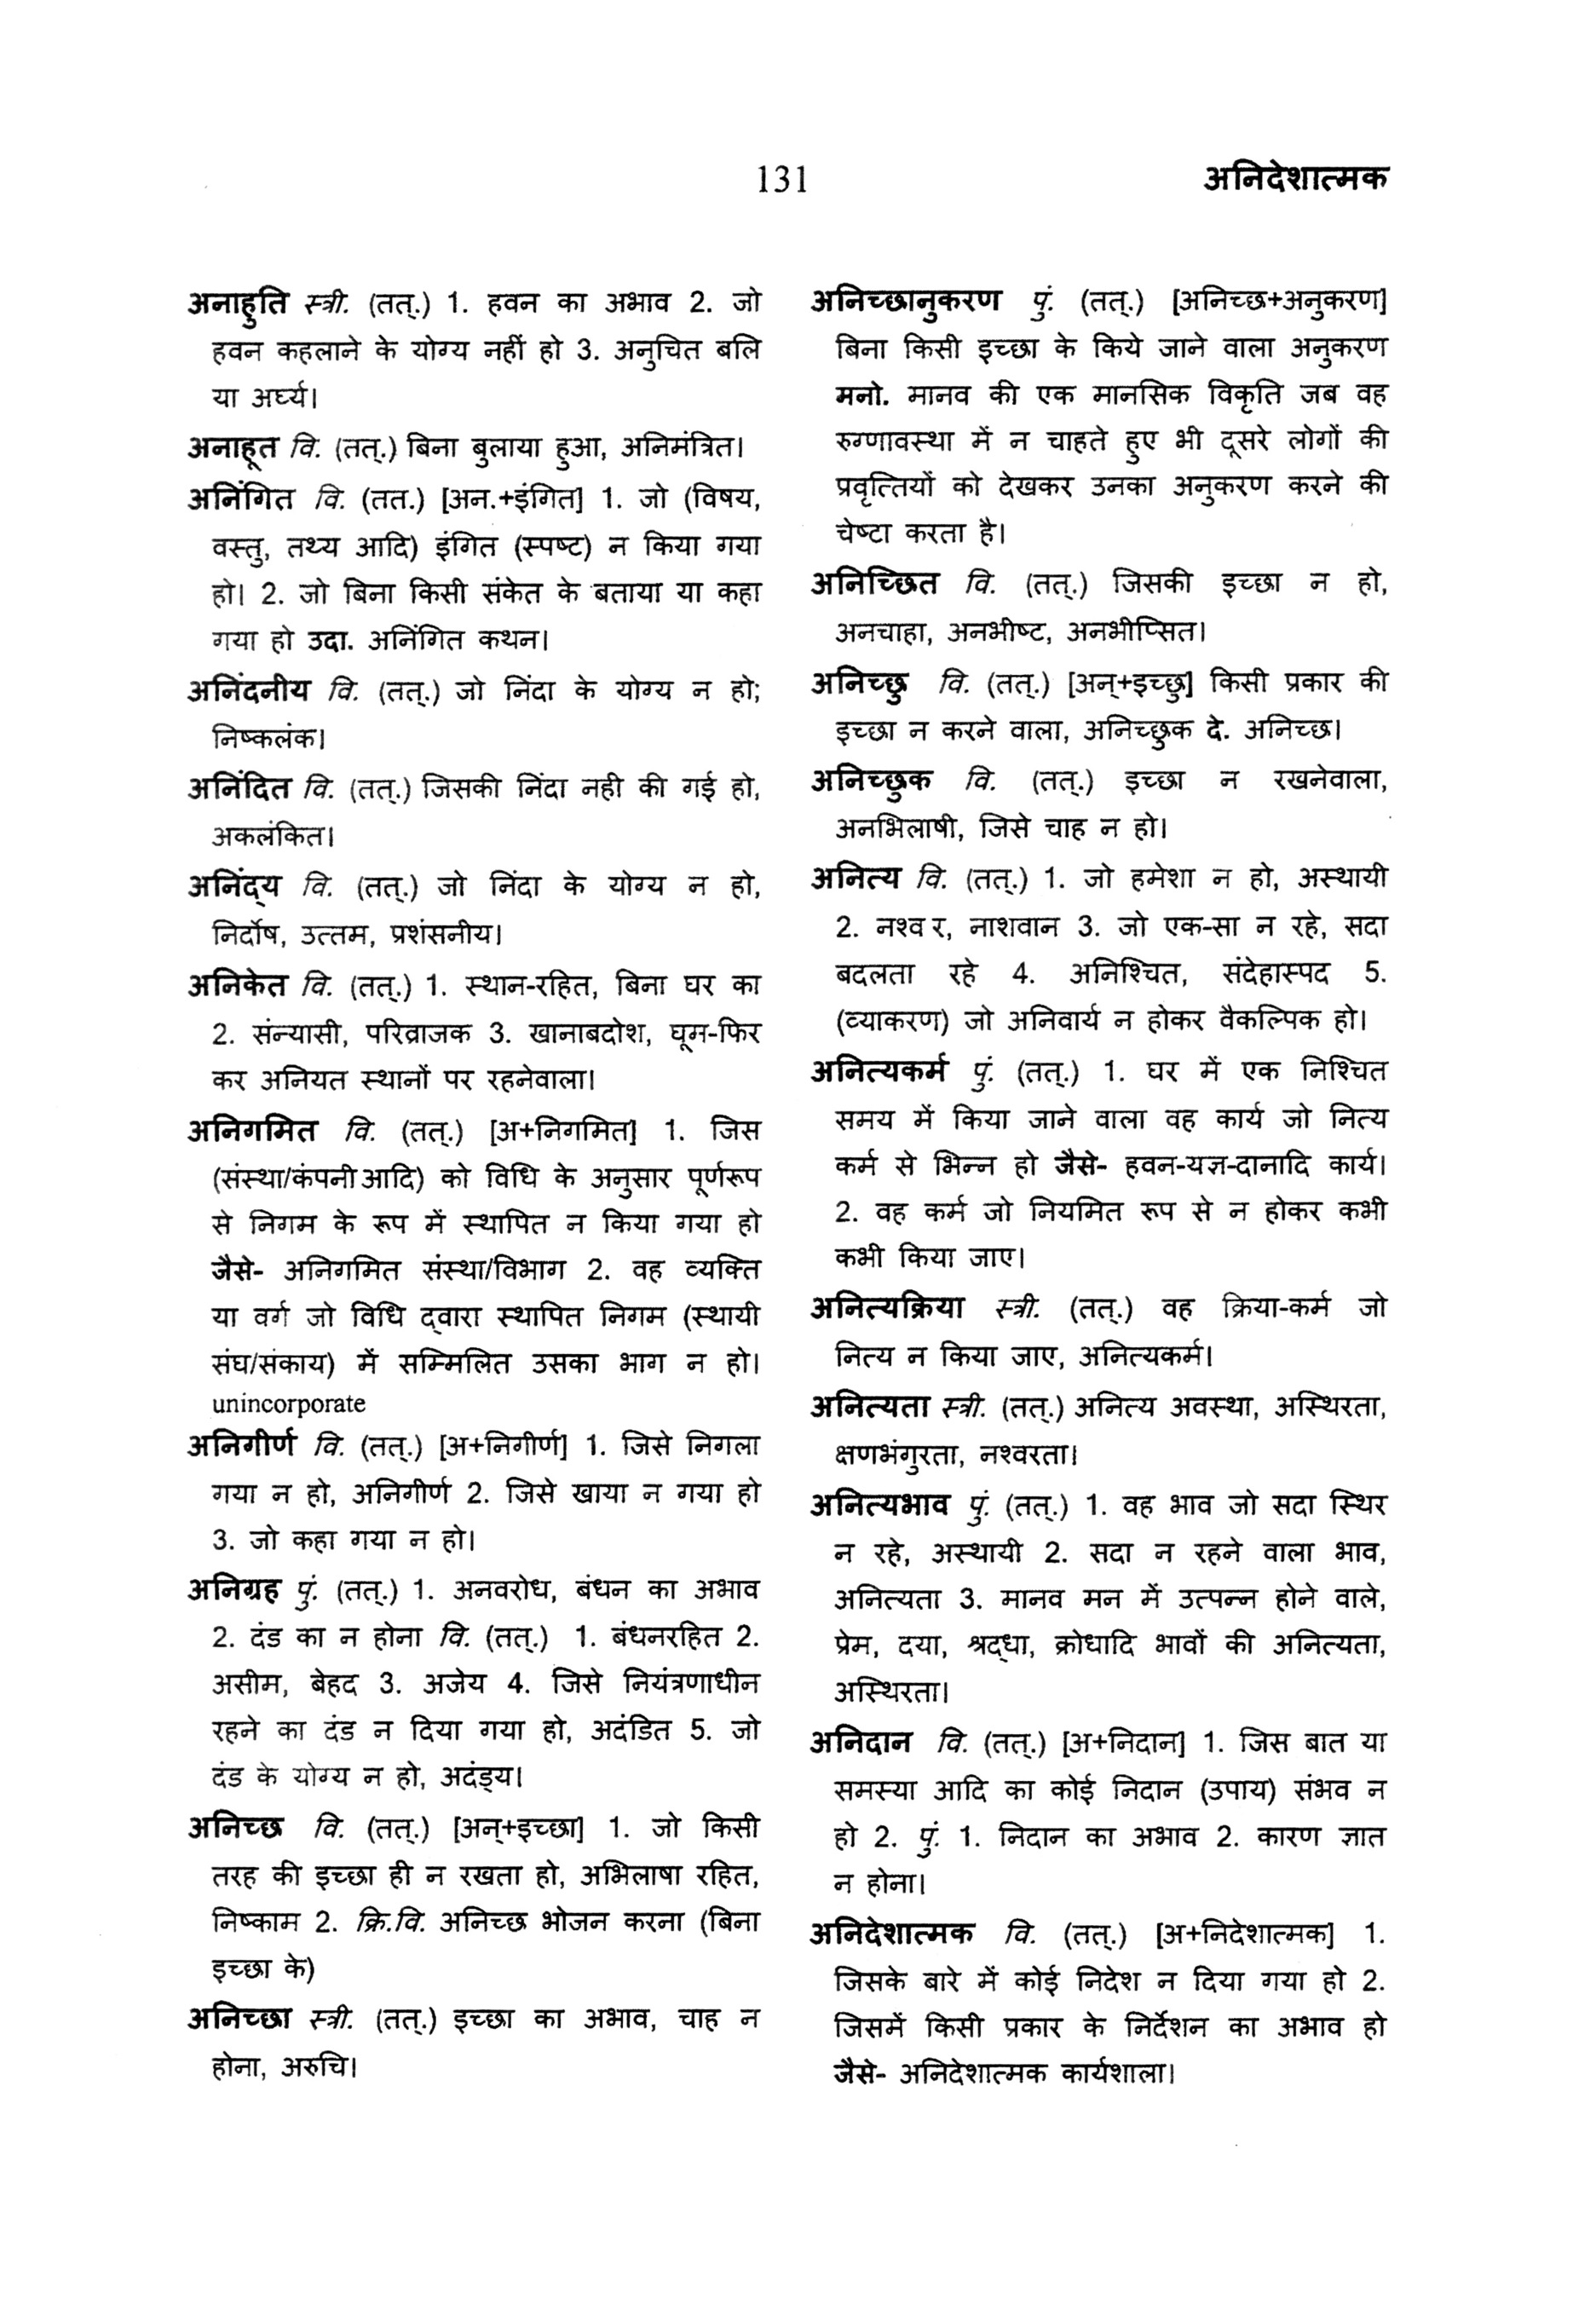 131
अनिदेशात्मक
अनाहुति स्त्री. (तत्.) 1. हवन का अभाव 2. जो
हवन कहलाने के योग्य नहीं हो 3. अनुचित बलि
या अर्घ्य।
अनाहूत वि. (तत्.) बिना बुलाया हुआ, अनिमंत्रित।
अनिंगित वि. (तत.) [अन.+इंगित] 1. जो (विषय,
वस्तु, तथ्य आदि) इंगित (स्पष्ट) न किया गया
हो। 2. जो बिना किसी संकेत के बताया या कहा
गया हो उदा. अनिंगित कथन।
अनिंदनीय वि. (तत्.) जो निंदा के योग्य न हो;
निष्कलंक।
अनिंदित वि. (तत्.) जिसकी निंदा नही की गई हो,
अकलंकित।
अनिंद्‌य वि. (तत्.) जो निंदा के योग्य न हो,
निर्दोष, उत्तम, प्रशंसनीय।
अनिकेत वि. (तत्.) 1. स्थान-रहित, बिना घर का
2. संन्यासी, परिव्राजक 3. खानाबदोश, घूम-फिर
कर अनियत स्थानों पर रहनेवाला।
अनिगमित वि. (तत्.) [अ+निगमित] 1. जिस
(संस्था/कंपनी आदि) को विधि के अनुसार पूर्णरूप
से निगम के रूप में स्थापित न किया गया हो
जैसे- अनिगमित संस्था/विभाग 2. वह व्यक्ति
या वर्ग जो विधि द्‌वारा स्थापित निगम (स्थायी
संघ/संकाय) में सम्मिलित उसका भाग न हो।
unincorporate
अनिगीर्ण वि. (तत्.) [अ+निगीर्ण] 1. जिसे निगला
गया न हो, अनिगीर्ण 2. जिसे खाया न गया हो
3. जो कहा गया न हो।
अनिग्रह पुं. (तत्.) 1. अनवरोध, बंधन का अभाव
2. दंड का न होना वि. (तत्.) 1. बंधनरहित 2.
असीम, बेहद 3. अजेय 4. जिसे नियंत्रणाधीन
रहने का दंड न दिया गया हो, अदंडित 5. जो
दंड के योग्य न हो, अदंड्य।
अनिच्छ वि. (तत्.) [अन्+इच्छा] 1. जो किसी
तरह की इच्छा ही न रखता हो, अभिलाषा रहित,
निष्काम 2. क्रि.वि. अनिच्छ भोजन करना (बिना
इच्छा के)
अनिच्छा स्त्री. (तत्.) इच्छा का अभाव, चाह न
होना, अरुचि।
अनिच्छानुकरण पुं. (तत्.) [अनिच्छ+अनुकरण]
बिना किसी इच्छा के किये जाने वाला अनुकरण
मनो. मानव की एक मानसिक विकृति जब वह
रुग्णावस्था में न चाहते हुए भी दूसरे लोगों की
प्रवृत्तियों को देखकर उनका अनुकरण करने की
चेष्टा करता है।
अनिच्छित वि. (तत्.) जिसकी इच्छा न हो,
अनचाहा, अनभीष्ट, अनभीप्सित।
अनिच्छु वि. (तत्.) [अन्+इच्छु] किसी प्रकार की
इच्छा न करने वाला, अनिच्छुक दे. अनिच्छ।
अनिच्छुक वि. (तत्.) इच्छा न रखनेवाला,
अनभिलाषी, जिसे चाह न हो।
अनित्य वि. (तत्.) 1. जो हमेशा न हो, अस्थायी
2. नश्व र, नाशवान 3. जो एक-सा न रहे, सदा
बदलता रहे 4. अनिश्चित, संदेहास्पद 5.
(व्याकरण) जो अनिवार्य न होकर वैकल्पिक हो।
अनित्यकर्म पुं. (तत्.) 1. घर में एक निश्चित
समय में किया जाने वाला वह कार्य जो नित्य
कर्म से भिन्न हो जैसे- हवन-यज्ञ-दानादि कार्य।
2. वह कर्म जो नियमित रूप से न होकर कभी
कभी किया जाए।
अनित्यक्रिया स्त्री. (तत्.) वह क्रिया-कर्म जो
नित्य न किया जाए, अनित्यकर्म।
अनित्यता स्त्री. (तत्.) अनित्य अवस्था, अस्थिरता,
क्षणभंगुरता, नश्वरता।
अनित्यभाव पुं. (तत्.) 1. वह भाव जो सदा स्थिर
न रहे, अस्थायी 2. सदा न रहने वाला भाव,
अनित्यता 3. मानव मन में उत्पन्न होने वाले,
प्रेम, दया, श्रद्‌धा, क्रोधादि भावों की अनित्यता,
अस्थिरता।
अनिदान वि. (तत्.) [अ+निदान] 1. जिस बात या
समस्या आदि का कोई निदान (उपाय) संभव न
हो 2. पुं. 1. निदान का अभाव 2. कारण ज्ञात
न होना।
अनिदेशात्मक वि. (तत्.) [अ+निदेशात्मक] 1.
जिसके बारे में कोई निदेश न दिया गया हो 2.
जिसमें किसी प्रकार के निर्देशन का अभाव हो
जैसे- अनिदेशात्मक कार्यशाला।